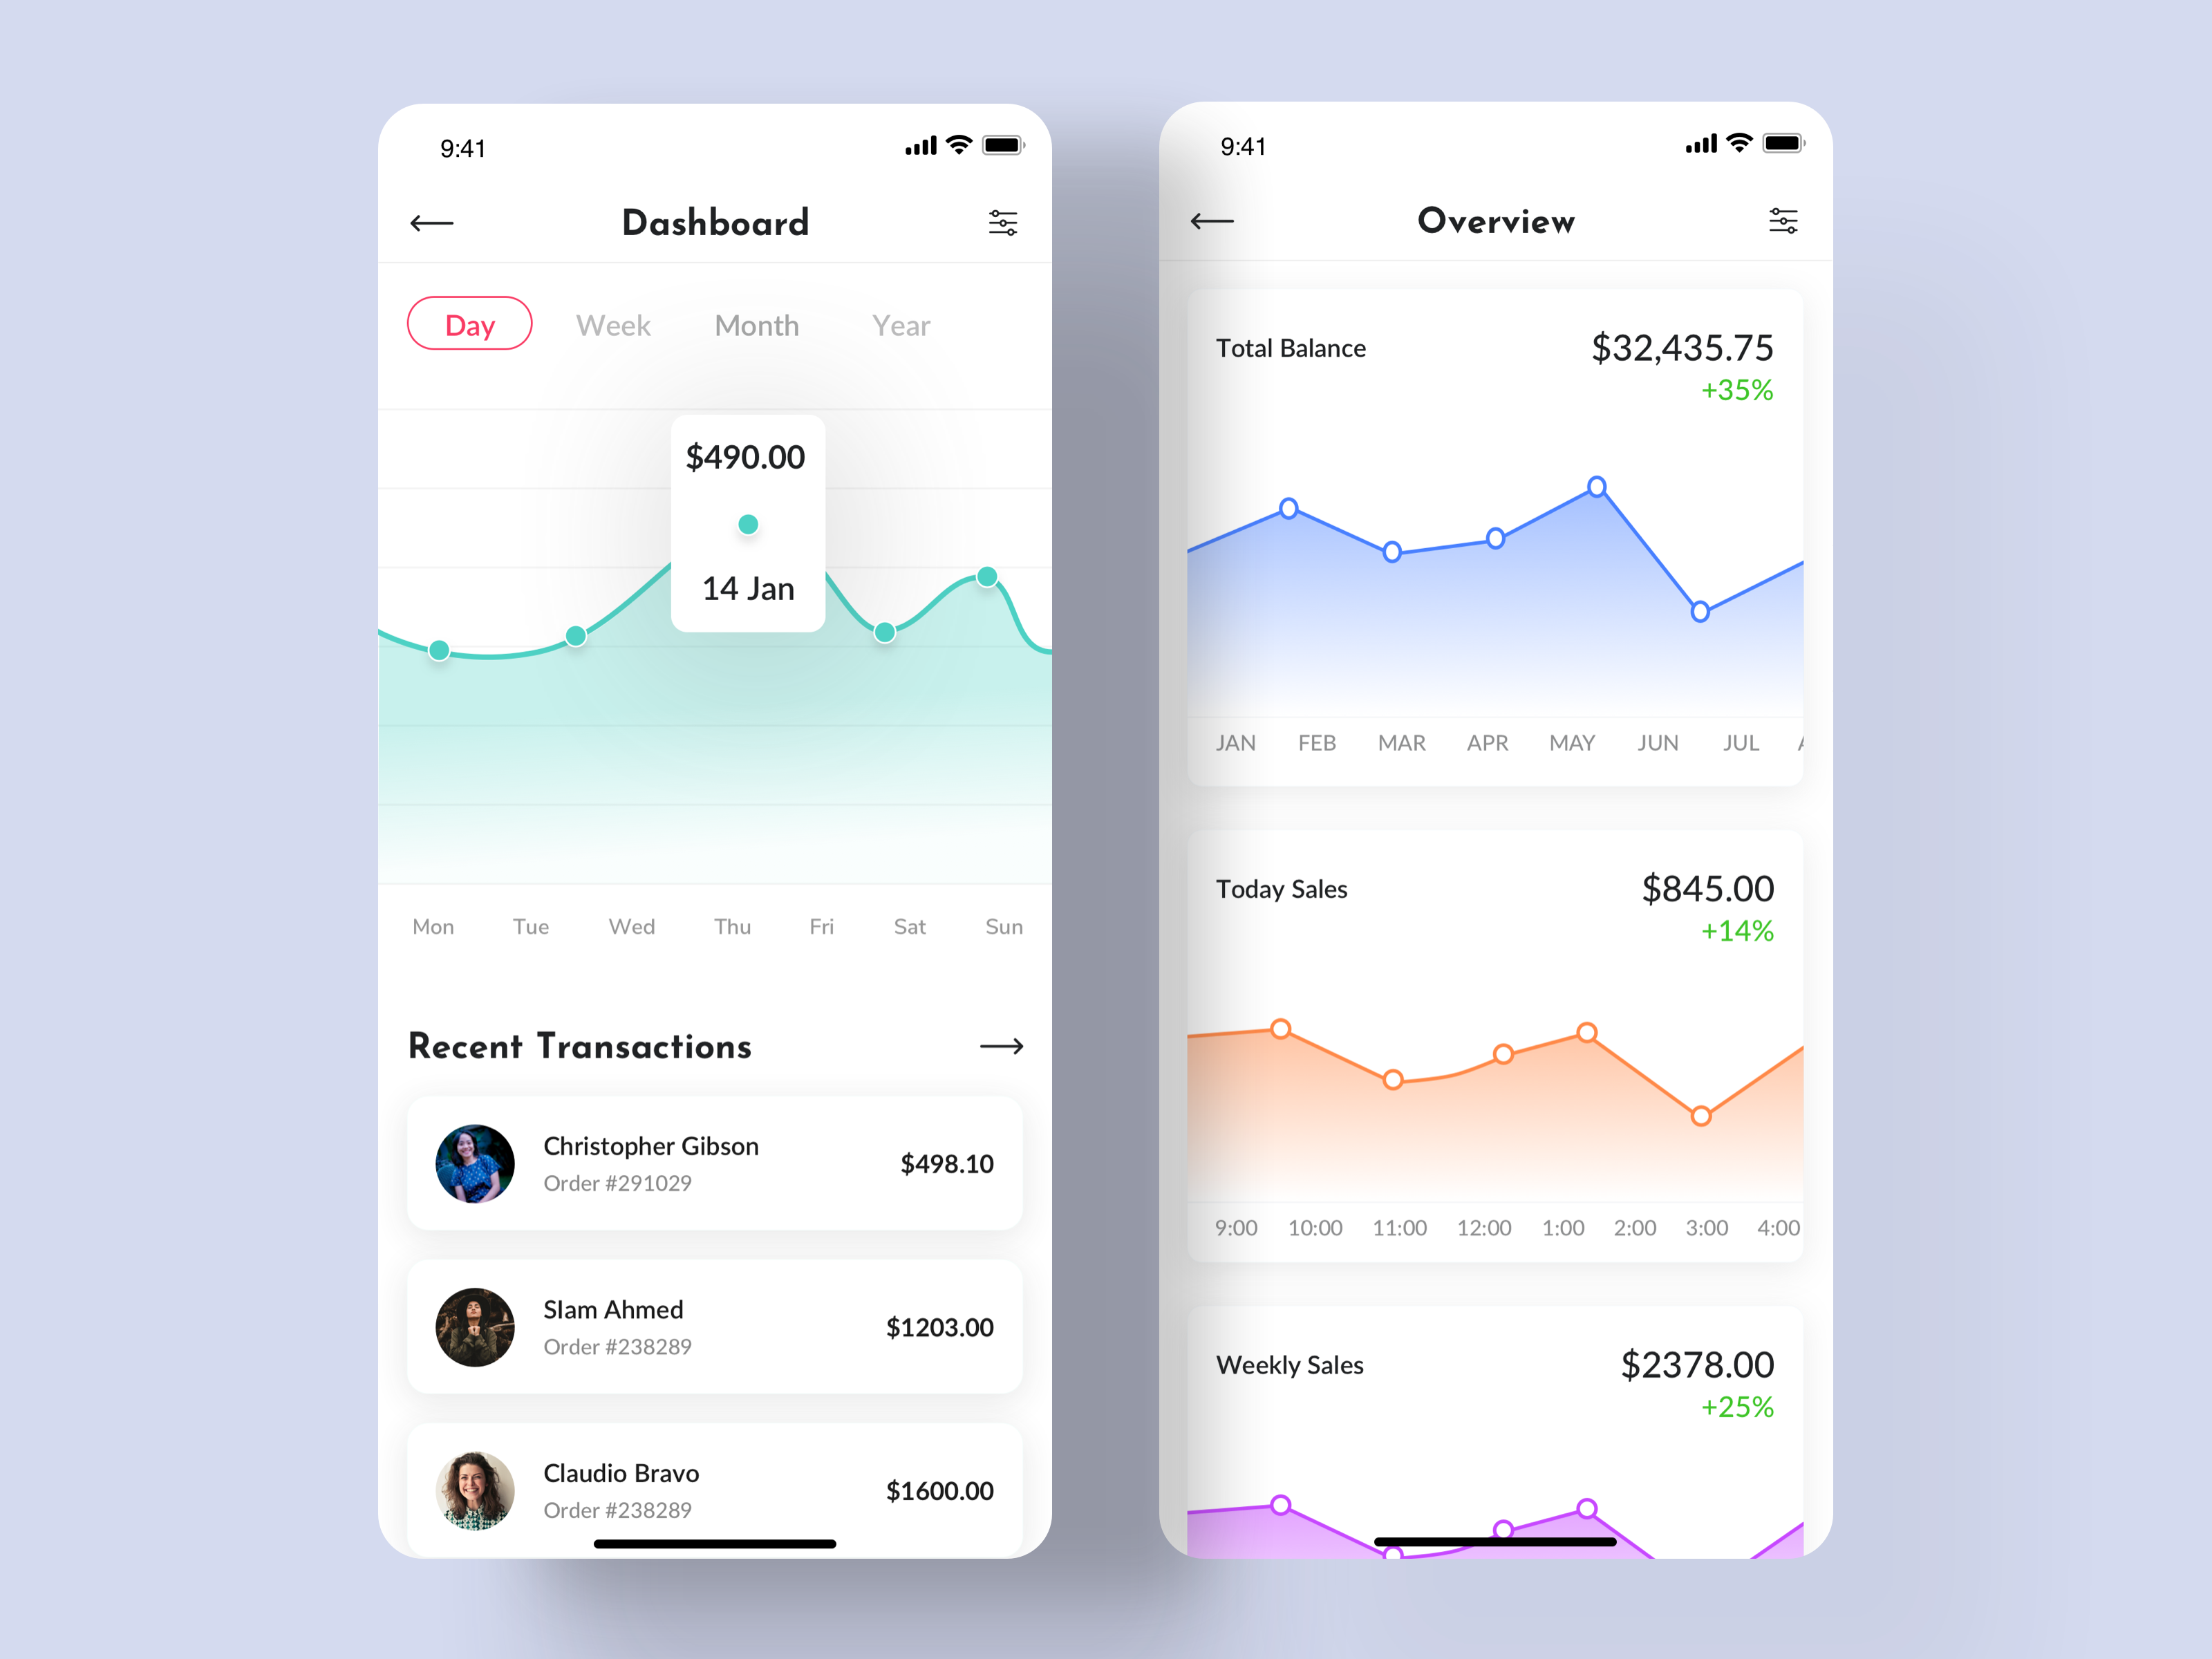 9:41
Dashboard
Day Week Month Year
$490.00
14 Jan
Mon Tue Wed Thu Fri Sat Sun
Recent Transactions
Christopher Gibson
Order #291029
$498.10
Slam Ahmed
Order #238289
$1203.00
Claudio Bravo
Order #238289
$1600.00
9:41
Overview
Total Balance
$32,435.75
+35%
JAN FEB MAR APR MAY JUN JUL
Today Sales
$845.00
+14%
9:00 10:00 11:00 12:00 1:00 2:00 3:00 4:00
Weekly Sales
$2378.00
+25%